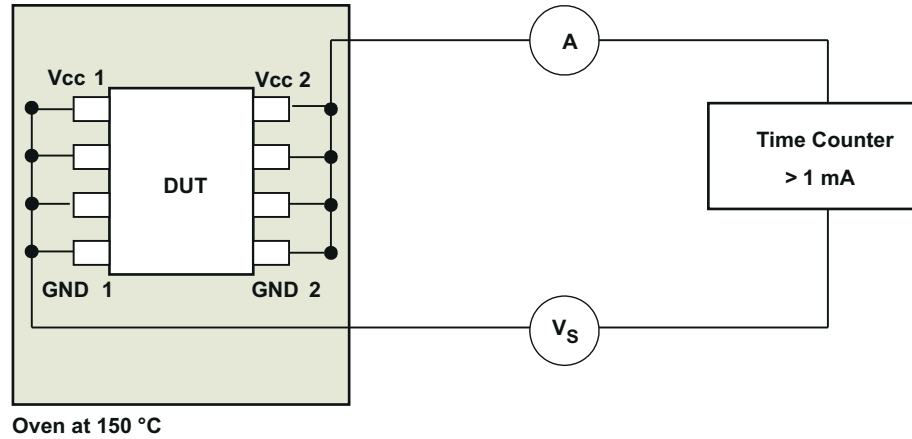 A
Vcc 1
Vcc 2
Time Counter
> 1 mA
DUT
GND 1
GND 2
VS
Oven at 150 °C